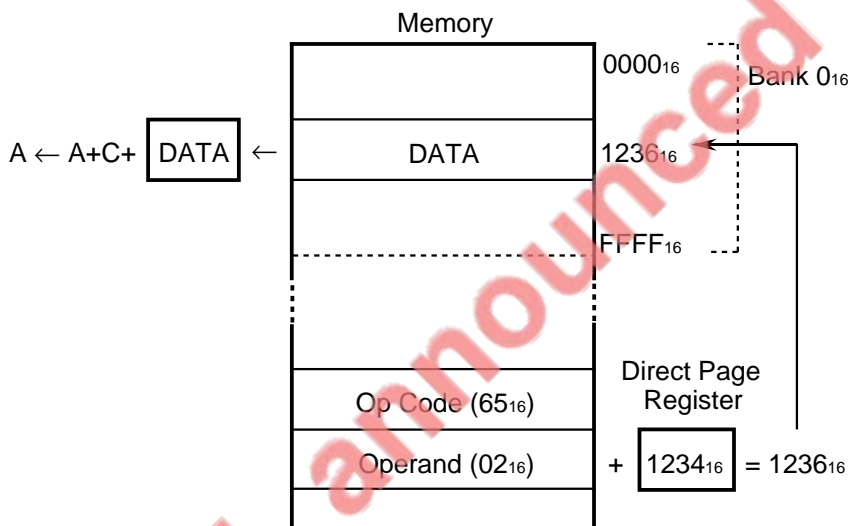 Memory
0000₁₆
Bank 0₁₆
A ← A+C+ DATA ← DATA 1236₁₆
FFFF₁₆
Direct Page
Register
Op Code (65₁₆)
Operand (02₁₆) + 1234₁₆ = 1236₁₆
announced